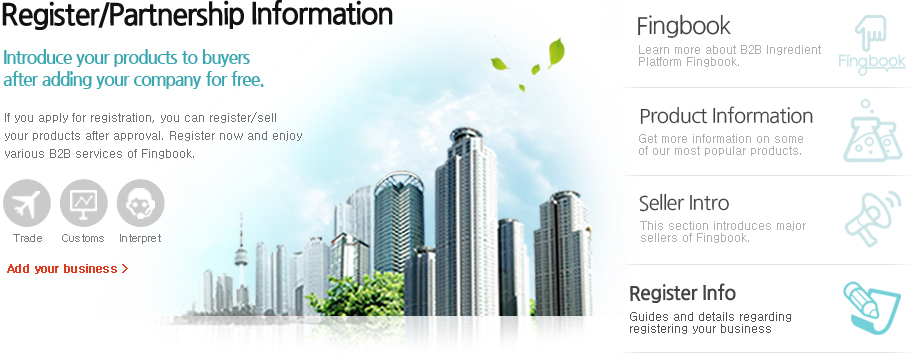 Register/Partnership Information
Introduce your products to buyers
after adding your company for free.
If you apply for registration, you can register/sell
your products after approval. Register now and enjoy
various B2B services of Fingbook.
Trade
Customs
Interpret
Add your business >
Fingbook
Learn more about B2B Ingredient
Platform Fingbook.
Fingbook
Product Information
Get more information on some
of our most popular products.
Seller Intro
This section introduces major
sellers of Fingbook.
Register Info
Guides and details regarding
registering your business